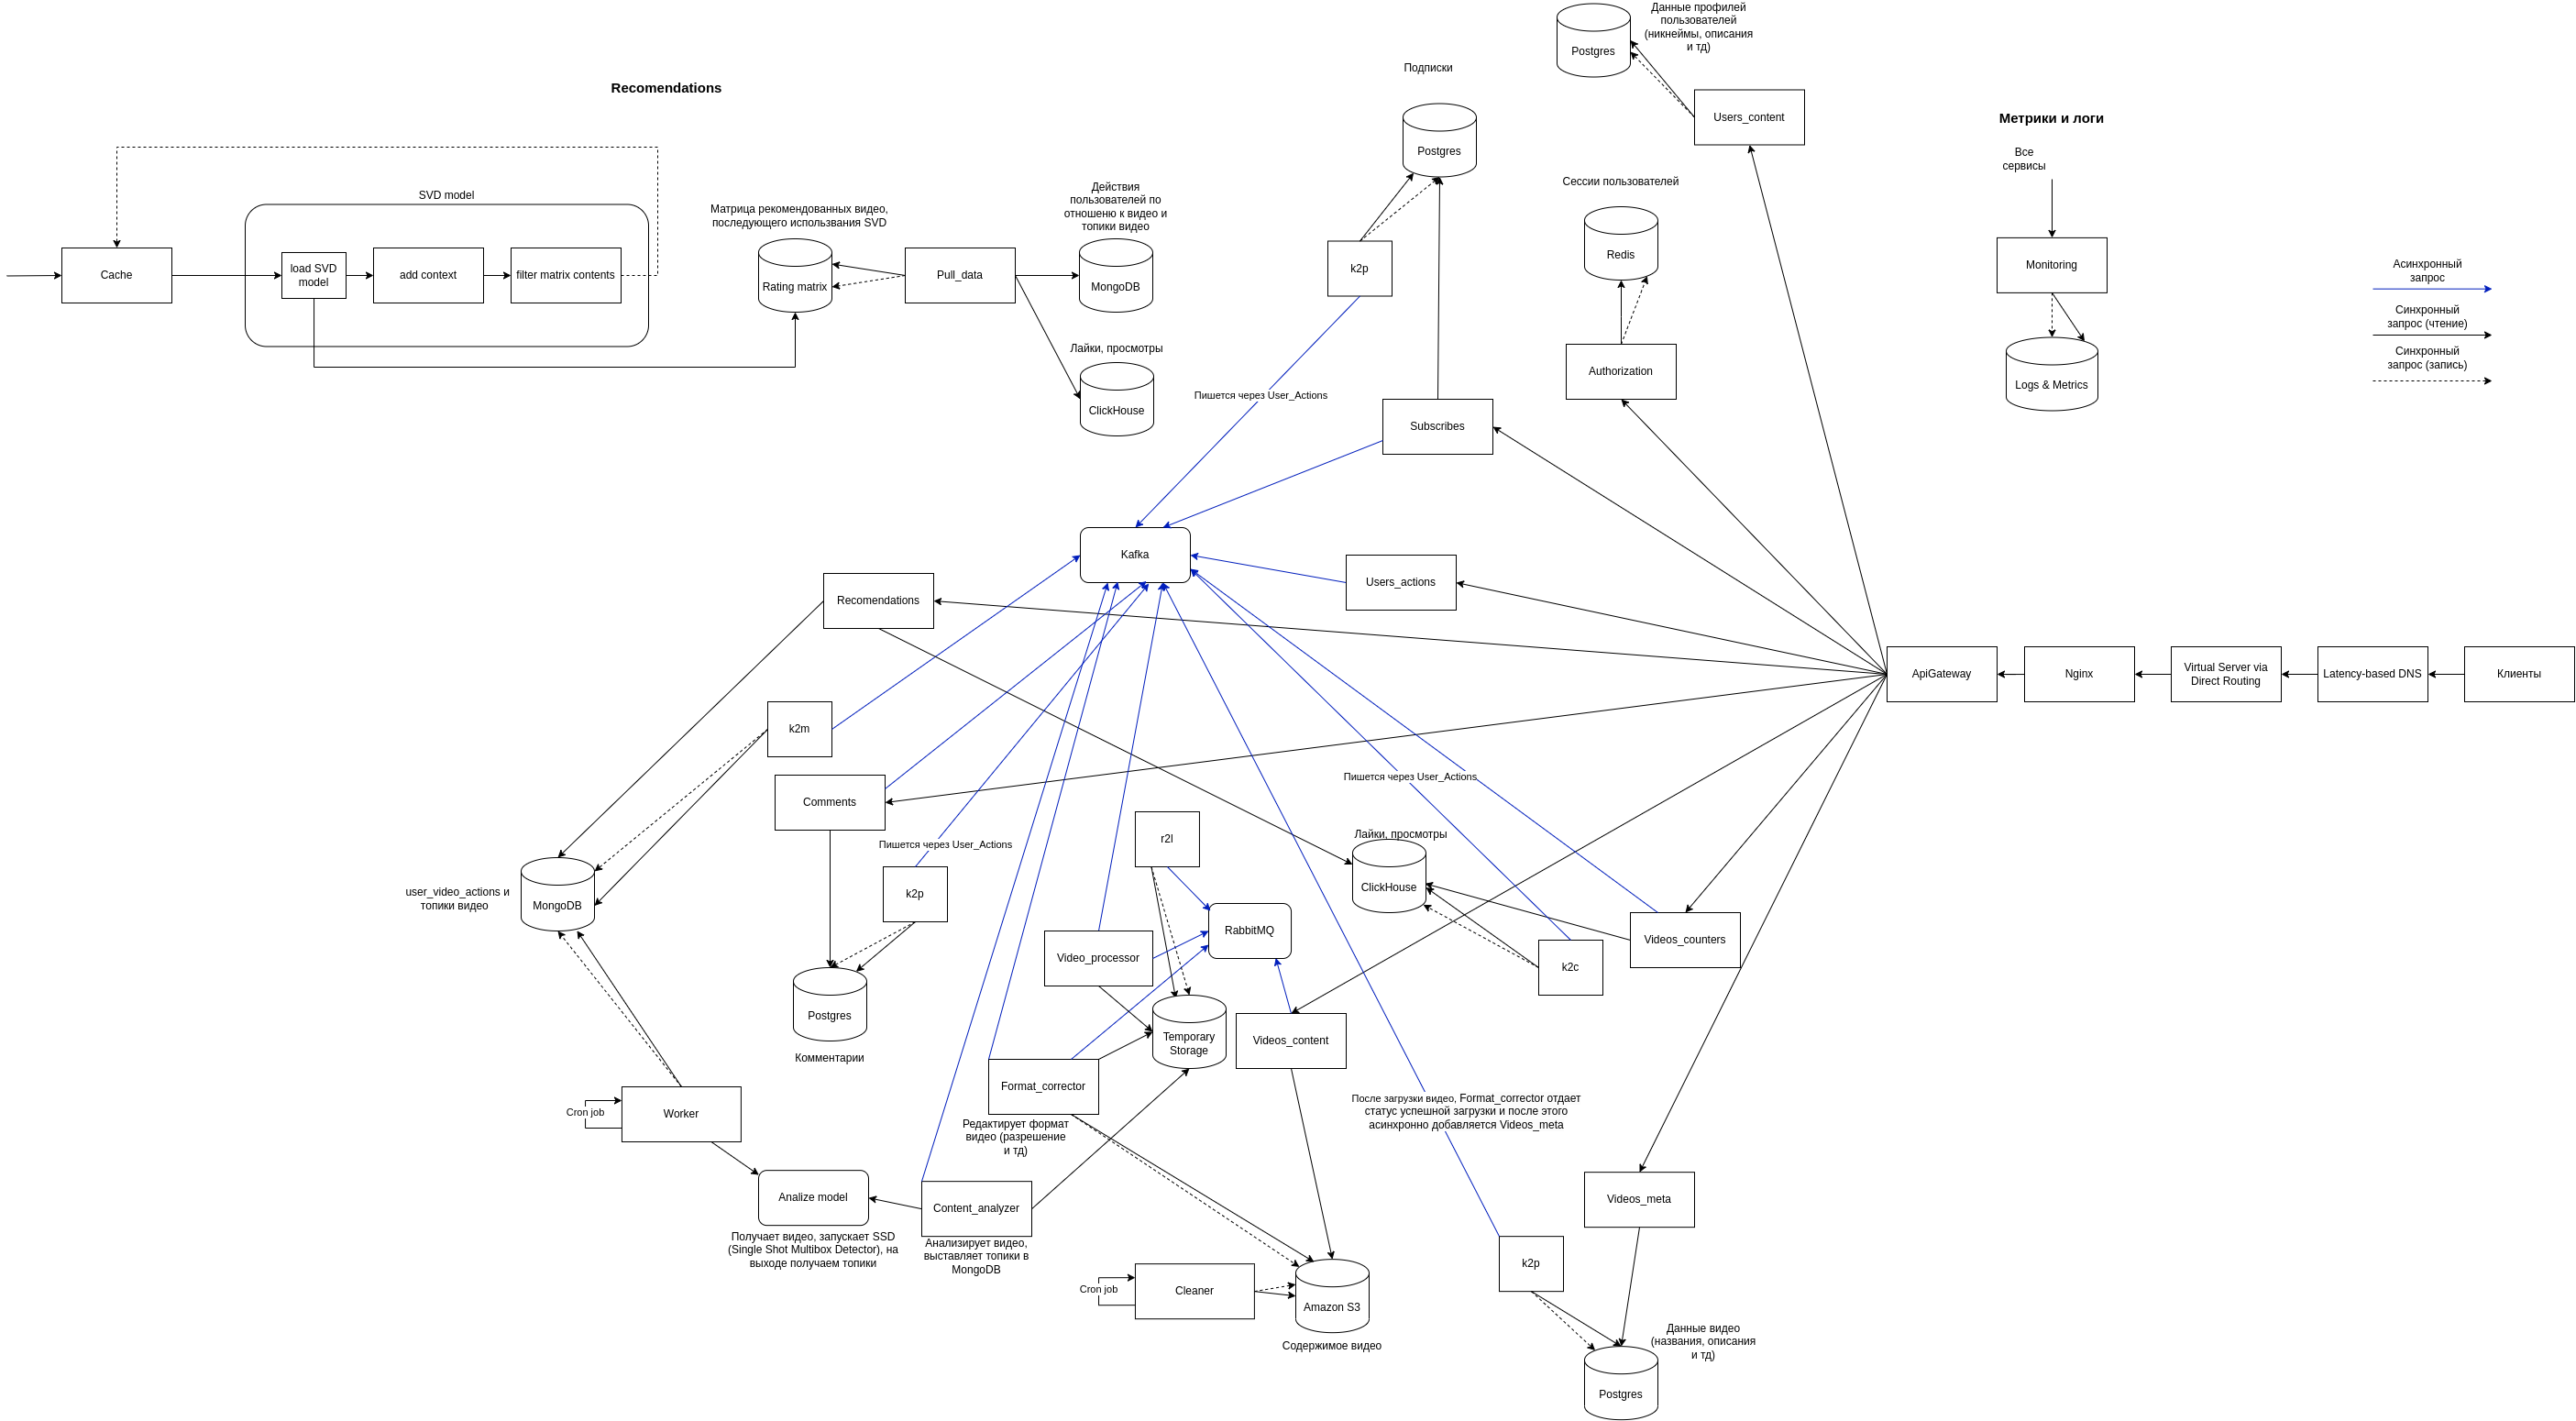 Данные профилей
пользователей
(никнеймы, описания
и тд)
Postgres
Users_content
Подписки
Postgres
k2p
Пишется через User_Actions
Сессии пользователей
Redis
Authorization
Subscribes
Recomendations
SVD model
Cache
load SVD
model
add context
filter matrix contents
Матрица рекомендованных видео,
последующего использвания SVD
Rating matrix
Pull_data
Действия
пользователей по
отношеню к видео и
топики видео
MongoDB
Лайки, просмотры
ClickHouse
Метрики и логи
Все
сервисы
Monitoring
Logs & Metrics
Асинхронный
запрос
Синхронный
запрос (чтение)
Синхронный
запрос (запись)
Kafka
Users_actions
Recomendations
ApiGateway
Nginx
Virtual Server via
Direct Routing
Latency-based DNS
Клиенты
k2m
Comments
Пишется через User_Actions
k2p
user_video_actions и
топики видео
MongoDB
Postgres
Комментарии
r2l
RabbitMQ
Video_processor
Temporary
Storage
Videos_content
Пишется через User_Actions
Лайки, просмотры
ClickHouse
Videos_counters
k2c
Format_corrector
Редактирует формат
видео (разрешение
и тд)
Cron job
Worker
Analize model
Получает видео, запускает SSD
(Single Shot Multibox Detector), на
выходе получаем топики
Content_analyzer
Анализирует видео,
выставляет топики в
MongoDB
После загрузки видео, Format_corrector отдает
статус успешной загрузки и после этого
асинхронно добавляется Videos_meta
Cron job
Cleaner
Amazon S3
Содержимое видео
Videos_meta
k2p
Данные видео
(названия, описания
и тд)
Postgres